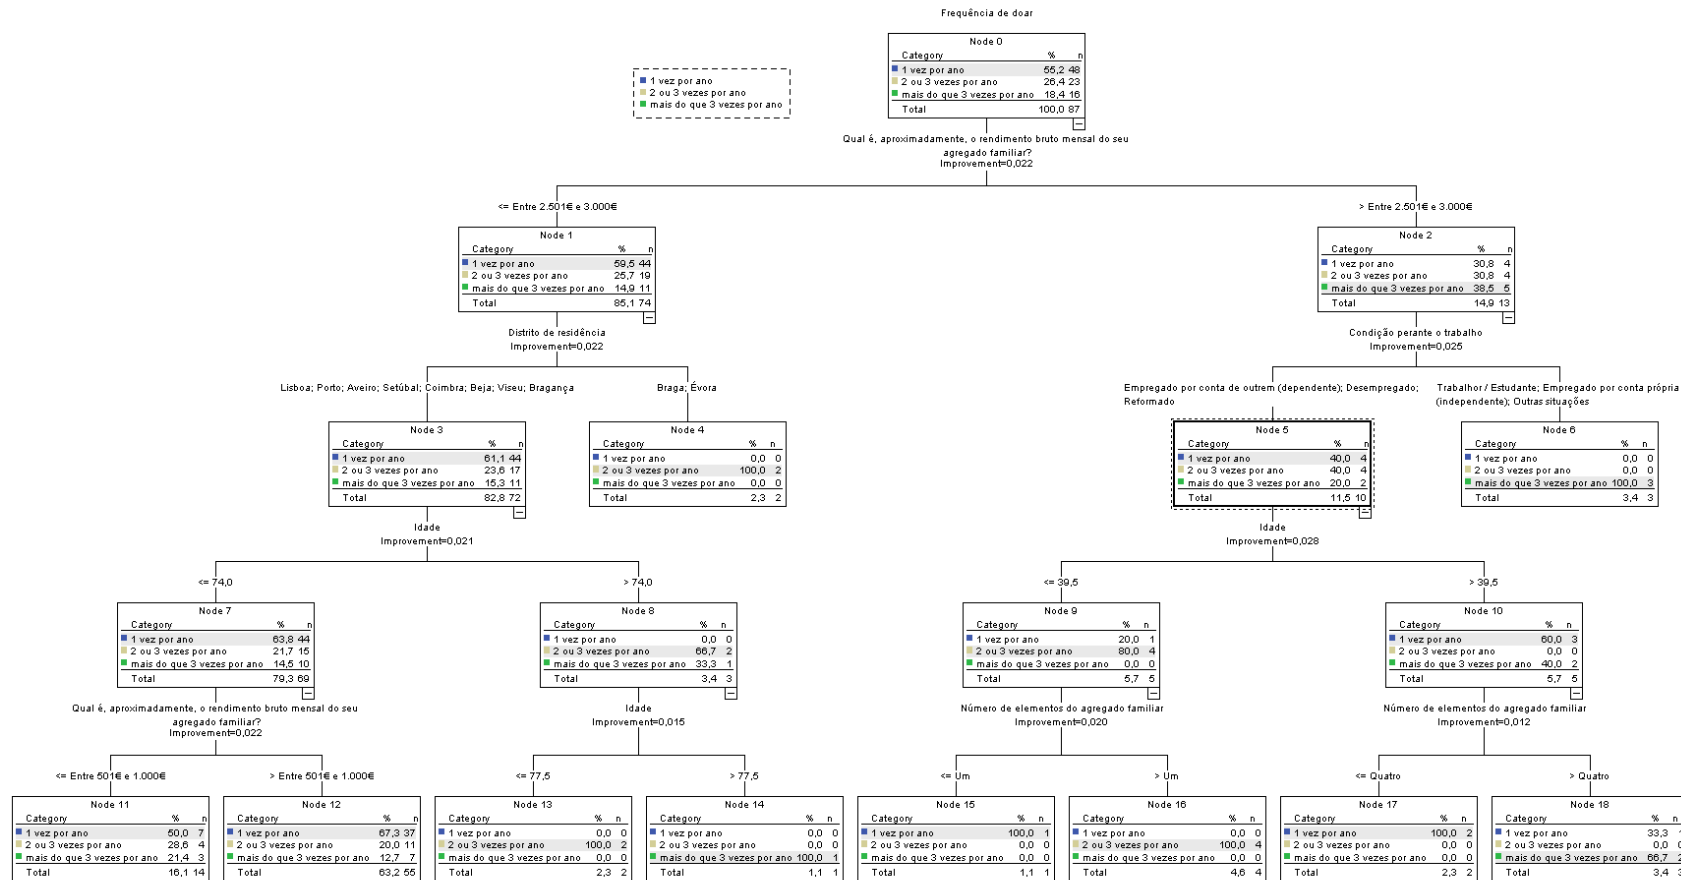 Frequência de doar
1 vez por ano
2 ou 3 vezes por ano
mais do que 3 vezes por ano
Node 0
Category % n
1 vez por ano 55,2 48
2 ou 3 vezes por ano 26,4 23
mais do que 3 vezes por ano 18,4 16
Total 100,0 87
Qual é, aproximadamente, o rendimento bruto mensal do seu
agregado familiar?
Improvement=0,022
<= Entre 2.501€ e 3.000€
> Entre 2.501€ e 3.000€
Node 1
Category % n
1 vez por ano 59,5 44
2 ou 3 vezes por ano 25,7 19
mais do que 3 vezes por ano 14,9 11
Total 85,1 74
Node 2
Category % n
1 vez por ano 30,8 4
2 ou 3 vezes por ano 30,8 4
mais do que 3 vezes por ano 38,5 5
Total 14,9 13
Distrito de residência
Improvement=0,022
Condição perante o trabalho
Improvement=0,025
Lisboa; Porto; Aveiro; Setúbal; Coimbra; Beja; Viseu; Bragança
Braga; Évora
Empregado por conta de outrem (dependente); Desempregado;
Reformado
Trabalhor / Estudante; Empregado por conta própria
(independente); Outras situações
Node 3
Category % n
1 vez por ano 61,1 44
2 ou 3 vezes por ano 23,6 17
mais do que 3 vezes por ano 15,3 11
Total 82,8 72
Node 4
Category % n
1 vez por ano 0,0 0
2 ou 3 vezes por ano 100,0 2
mais do que 3 vezes por ano 0,0 0
Total 2,3 2
Node 5
Category % n
1 vez por ano 40,0 4
2 ou 3 vezes por ano 40,0 4
mais do que 3 vezes por ano 20,0 2
Total 11,5 10
Node 6
Category % n
1 vez por ano 0,0 0
2 ou 3 vezes por ano 0,0 0
mais do que 3 vezes por ano 100,0 3
Total 3,4 3
Idade
Improvement=0,021
Idade
Improvement=0,028
<= 74,0
> 74,0
<= 39,5
> 39,5
Node 7
Category % n
1 vez por ano 63,8 44
2 ou 3 vezes por ano 21,7 15
mais do que 3 vezes por ano 14,5 10
Total 79,3 69
Node 8
Category % n
1 vez por ano 0,0 0
2 ou 3 vezes por ano 66,7 2
mais do que 3 vezes por ano 33,3 1
Total 3,4 3
Node 9
Category % n
1 vez por ano 20,0 1
2 ou 3 vezes por ano 80,0 4
mais do que 3 vezes por ano 0,0 0
Total 5,7 5
Node 10
Category % n
1 vez por ano 60,0 3
2 ou 3 vezes por ano 0,0 0
mais do que 3 vezes por ano 40,0 2
Total 5,7 5
Qual é, aproximadamente, o rendimento bruto mensal do seu
agregado familiar?
Improvement=0,022
Idade
Improvement=0,015
Número de elementos do agregado familiar
Improvement=0,020
Número de elementos do agregado familiar
Improvement=0,012
<= Entre 501€ e 1.000€
> Entre 501€ e 1.000€
<= 77,5
> 77,5
<= Um
> Um
<= Quatro
> Quatro
Node 11
Category % n
1 vez por ano 50,0 7
2 ou 3 vezes por ano 28,6 4
mais do que 3 vezes por ano 21,4 3
Total 16,1 14
Node 12
Category % n
1 vez por ano 67,3 37
2 ou 3 vezes por ano 20,0 11
mais do que 3 vezes por ano 12,7 7
Total 63,2 55
Node 13
Category % n
1 vez por ano 0,0 0
2 ou 3 vezes por ano 100,0 2
mais do que 3 vezes por ano 0,0 0
Total 2,3 2
Node 14
Category % n
1 vez por ano 0,0 0
2 ou 3 vezes por ano 0,0 0
mais do que 3 vezes por ano 100,0 1
Total 1,1 1
Node 15
Category % n
1 vez por ano 100,0 1
2 ou 3 vezes por ano 0,0 0
mais do que 3 vezes por ano 0,0 0
Total 1,1 1
Node 16
Category % n
1 vez por ano 0,0 0
2 ou 3 vezes por ano 100,0 4
mais do que 3 vezes por ano 0,0 0
Total 4,6 4
Node 17
Category % n
1 vez por ano 100,0 2
2 ou 3 vezes por ano 0,0 0
mais do que 3 vezes por ano 0,0 0
Total 2,3 2
Node 18
Category % n
1 vez por ano 33,3
2 ou 3 vezes por ano 0,0
mais do que 3 vezes por ano 66,7
Total 3,4